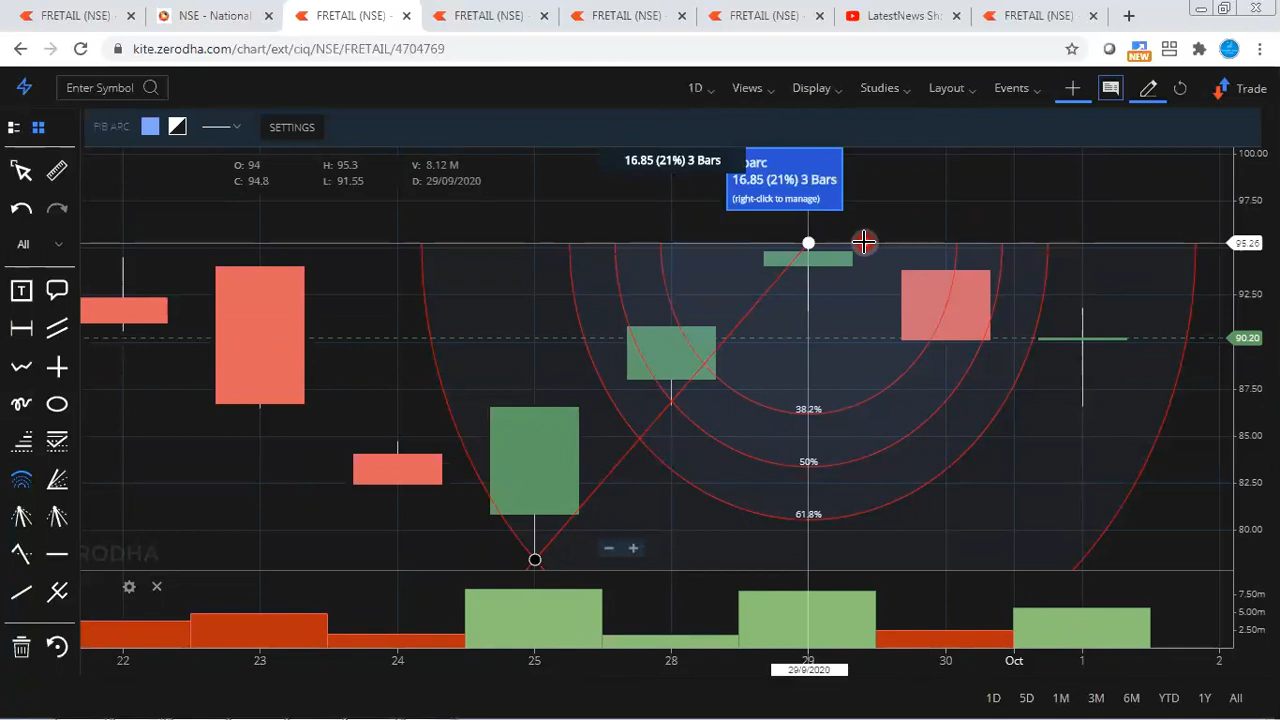 FRETAIL (NSE)
NSE - National
FRETAIL (NSE)
FRETAIL (NSE)
FRETAIL (NSE)
FRETAIL (NSE)
LatestNews Sh
FRETAIL (NSE)
kite.zerodha.com/chart/ext/ciq/NSE/FRETAIL/4704769
NEW
Enter Symbol
1D
Views
Display
Studies
Layout
Events
Trade
FIB ARC
SETTINGS
O: 94 H: 95.3 V: 8.12 M
C: 94.8 L: 91.55 D: 29/09/2020
16.85 (21%) 3 Bars
arc
16.85 (21%) 3 Bars
(right-click to manage)
All
T
100.00
97.50
95.26
92.50
90.20
87.50
85.00
82.50
80.00
38.2%
50%
61.8%
RODHA
7.50m
5.00m
2.50m
22 23 24 25 28 29 30 Oct 1 2
29/9/2020
1D 5D 1M 3M 6M YTD 1Y All